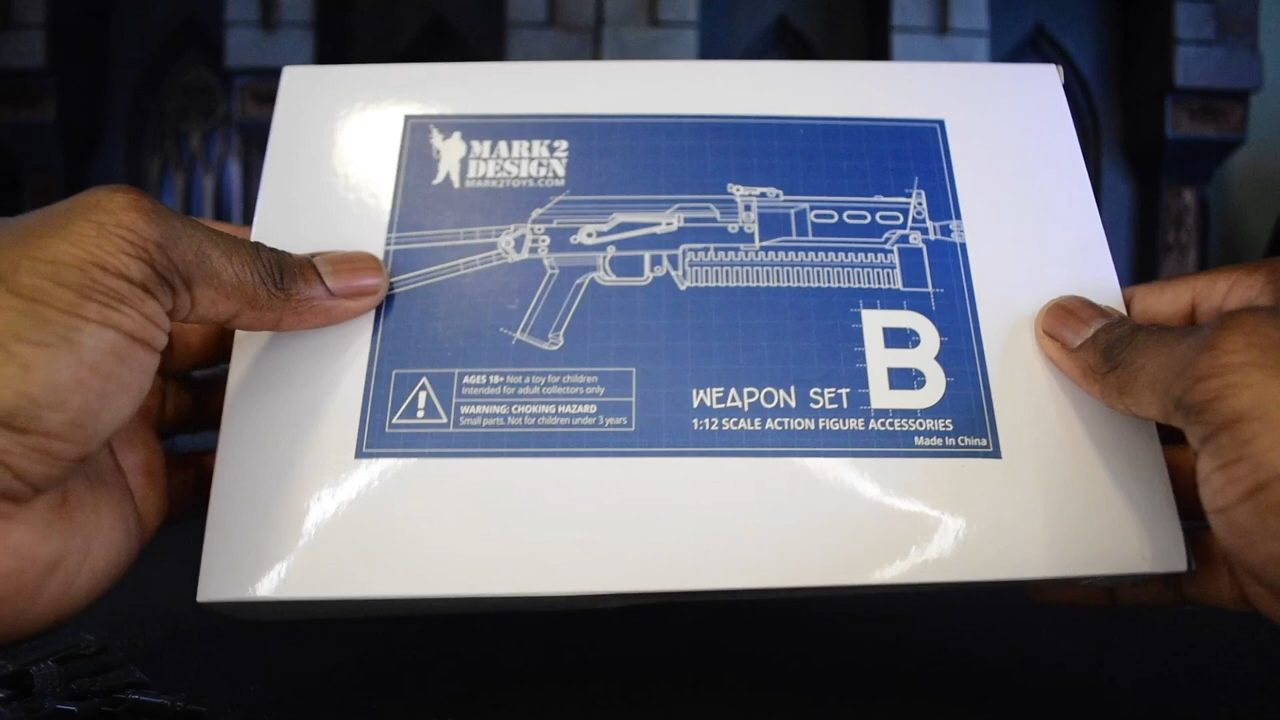 MARK2
DESIGN
MARK2TOYS.COM
AGES 18+ Not a toy for children
Intended for adult collectors only
WARNING: CHOKING HAZARD
Small parts. Not for children under 3 years
WEAPON SET B
1:12 SCALE ACTION FIGURE ACCESSORIES
Made In China